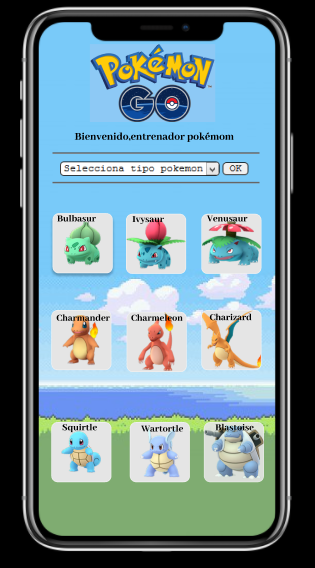 POKéMON
GO
Bienvenido,entrenador pokémom
Selecciona tipo pokemon OK
Bulbasur Ivysaur Venusaur
Charmander Charmeleon Charizard
Squirtle Wartortle Blastoise